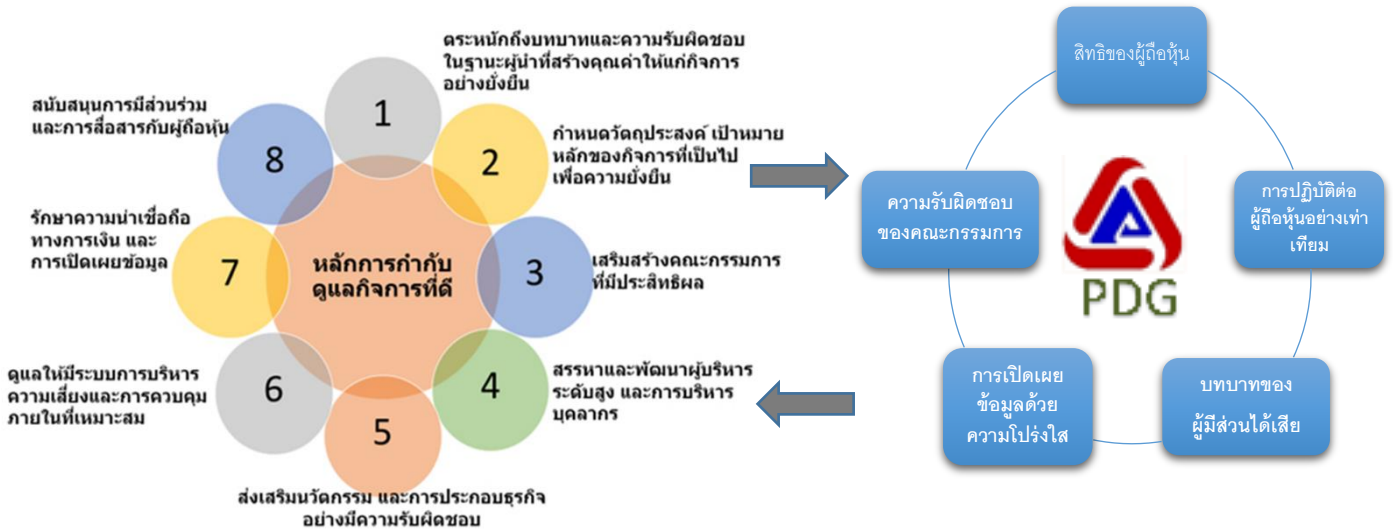 1
ตระหนักถึงบทบาทและความรับผิดชอบ
ในฐานะผู้นำที่สร้างคุณค่าให้แก่กิจการ
อย่างยั่งยืน
2
กำหนดวัตถุประสงค์ เป้าหมาย
หลักของกิจการที่เป็นไป
เพื่อความยั่งยืน
3
เสริมสร้างคณะกรรมการ
ที่มีประสิทธิผล
4
สรรหาและพัฒนาผู้บริหาร
ระดับสูง และการบริหาร
บุคลากร
5
ส่งเสริมนวัตกรรม และการประกอบธุรกิจ
อย่างมีความรับผิดชอบ
6
ดูแลให้มีระบบการบริหาร
ความเสี่ยงและการควบคุม
ภายในที่เหมาะสม
7
รักษาความน่าเชื่อถือ
ทางการเงิน และ
การเปิดเผยข้อมูล
8
สนับสนุนการมีส่วนร่วม
และการสื่อสารกับผู้ถือหุ้น
หลักการกำกับ
ดูแลกิจการที่ดี
สิทธิของผู้ถือหุ้น
การปฏิบัติต่อ
ผู้ถือหุ้นอย่างเท่า
เทียม
บทบาทของ
ผู้มีส่วนได้เสีย
การเปิดเผย
ข้อมูลด้วย
ความโปร่งใส
ความรับผิดชอบ
ของคณะกรรมการ
PDG